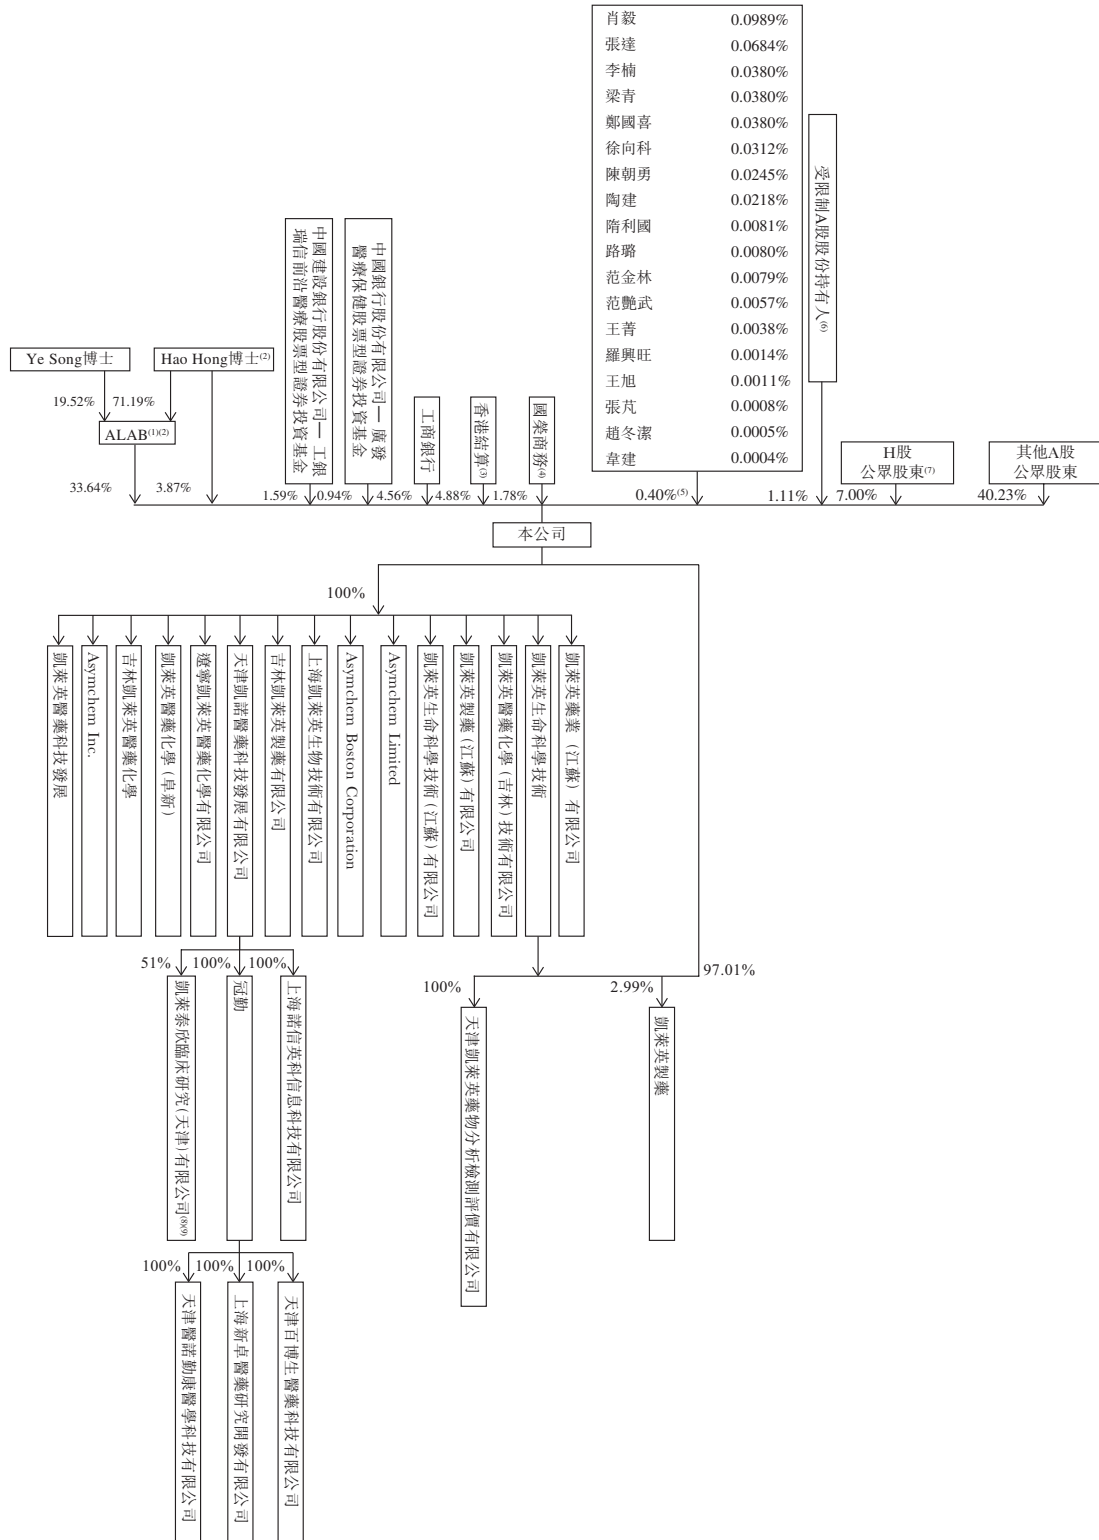 肖毅 0.0989%
張達 0.0684%
李楠 0.0380%
梁青 0.0380%
鄭國喜 0.0380%
徐向科 0.0312%
陳朝勇 0.0245%
陶建 0.0218%
隋利國 0.0081%
路璐 0.0080%
范金林 0.0079%
范艷武 0.0057%
王菁 0.0038%
羅興旺 0.0014%
王旭 0.0011%
張芃 0.0008%
趙冬潔 0.0005%
韋建 0.0004%
受限制A股股份持有人(6)
中國建設銀行股份有限公司—工銀
瑞信前沿醫療股票型證券投資基金
中國銀行股份有限公司—廣發
醫療保健股票型證券投資基金
Ye Song博士
Hao Hong博士(2)
19.52%
71.19%
ALAB(1)(2)
工商銀行
香港結算(3)
國榮商務(4)
H股
公眾股東(7)
其他A股
公眾股東
33.64%
3.87%
1.59%
0.94%
4.56%
4.88%
1.78%
0.40%(5)
1.11%
7.00%
40.23%
本公司
100%
凱萊英醫藥科技發展
Asymchem Inc.
吉林凱萊英醫藥化學
凱萊英醫藥化學(阜新)
遼寧凱萊英醫藥化學有限公司
天津凱諾醫藥科技發展有限公司
吉林凱萊英製藥有限公司
上海凱萊英生物技術有限公司
Asymchem Boston Corporation
Asymchem Limited
凱萊英生命科學技術(江蘇)有限公司
凱萊英製藥(江蘇)有限公司
凱萊英醫藥化學(吉林)技術有限公司
凱萊英生命科學技術
凱萊英藥業(江蘇)有限公司
51%
100%
100%
100%
2.99%
97.01%
凱萊泰欣臨床研究(天津)有限公司(8)(9)
冠勤
上海諾信英科信息科技有限公司
天津凱萊英藥物分析檢測評價有限公司
凱萊英製藥
100%
100%
100%
天津醫諾勤康醫學科技有限公司
上海新卓醫藥研究開發有限公司
天津百博生醫藥科技有限公司